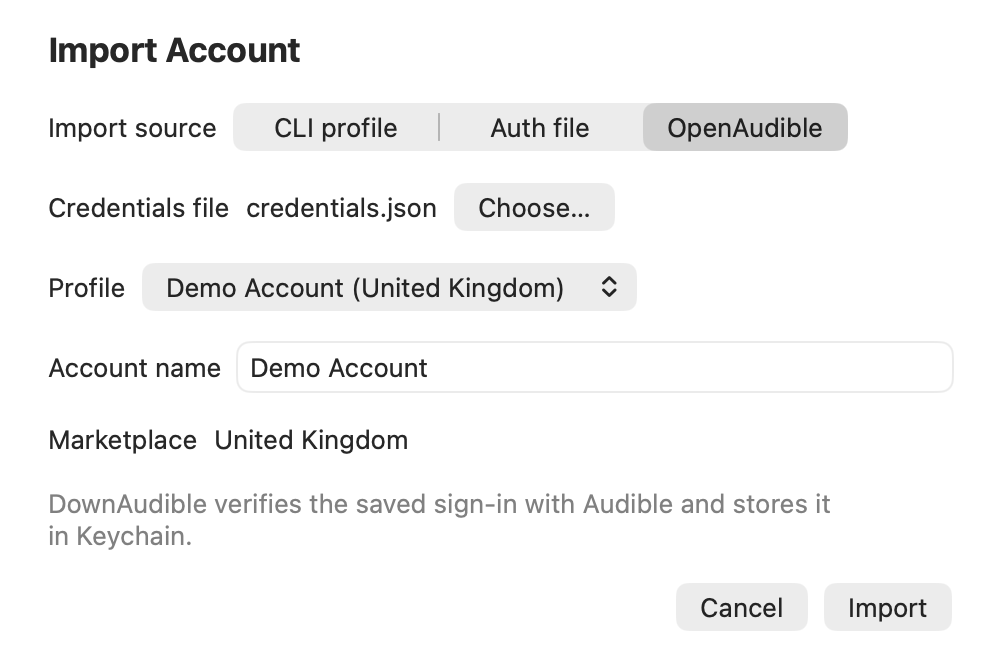 Import Account
Import source CLI profile Auth file OpenAudible
Credentials file credentials.json Choose...
Profile Demo Account (United Kingdom)
Account name Demo Account
Marketplace United Kingdom
DownAudible verifies the saved sign-in with Audible and stores it
in Keychain.
Cancel Import